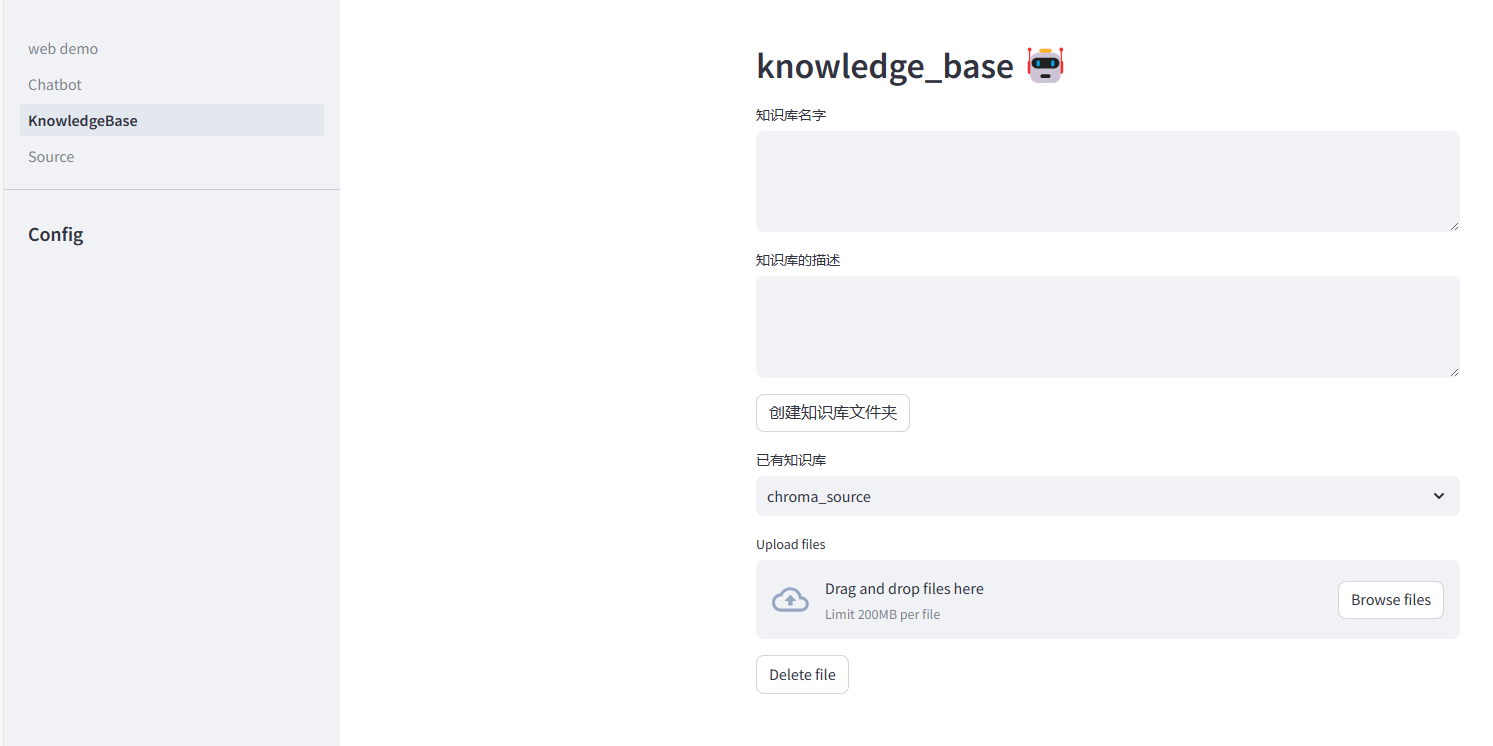 web demo
Chatbot
KnowledgeBase
Source
Config
knowledge_base
知识库名字
知识库的描述
创建知识库文件夹
已有知识库
chroma_source
Upload files
Drag and drop files here
Limit 200MB per file
Browse files
Delete file